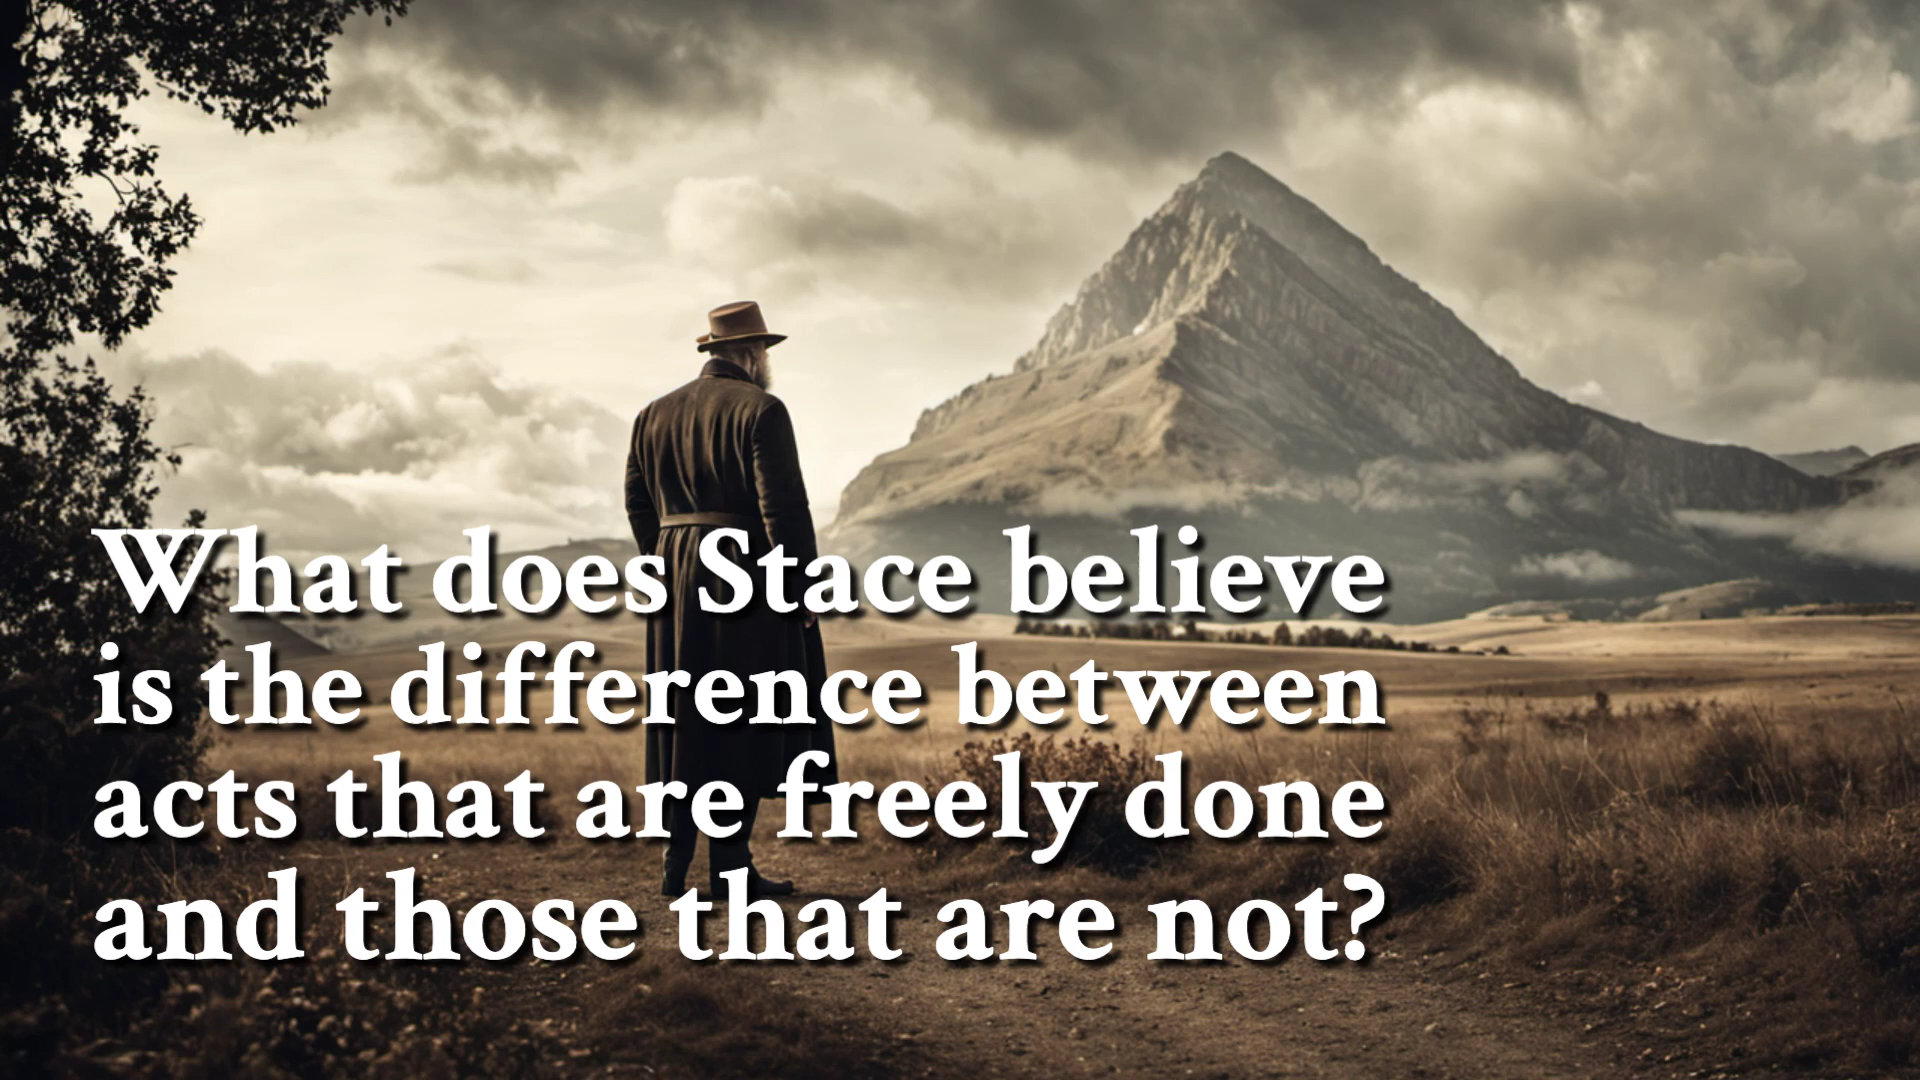 What does Stace believe
is the difference between
acts that are freely done
and those that are not?